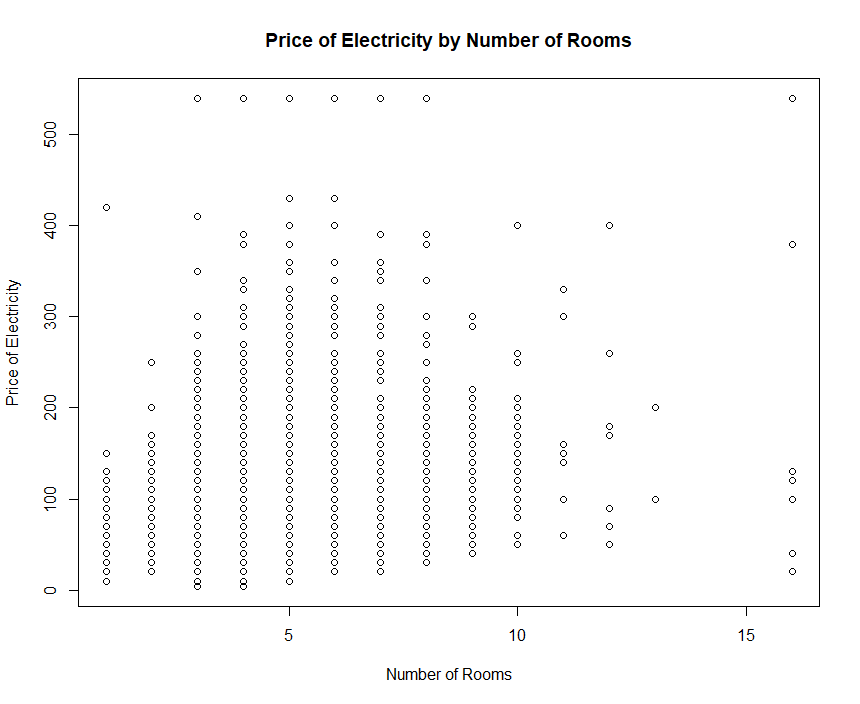 Price of Electricity by Number of Rooms
Price of Electricity
500
400
300
200
100
0
5 10 15
Number of Rooms